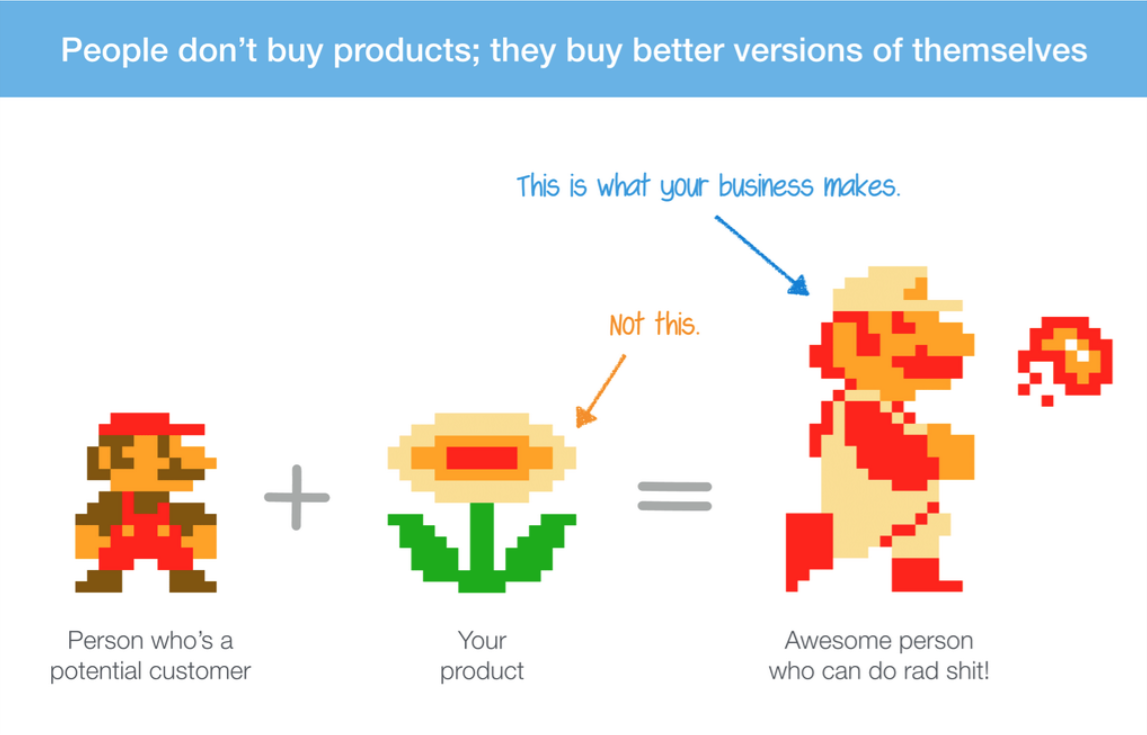 People don’t buy products; they buy better versions of themselves
This is what your business makes.
Not this.
Person who’s a
potential customer
Your
product
Awesome person
who can do rad shit!